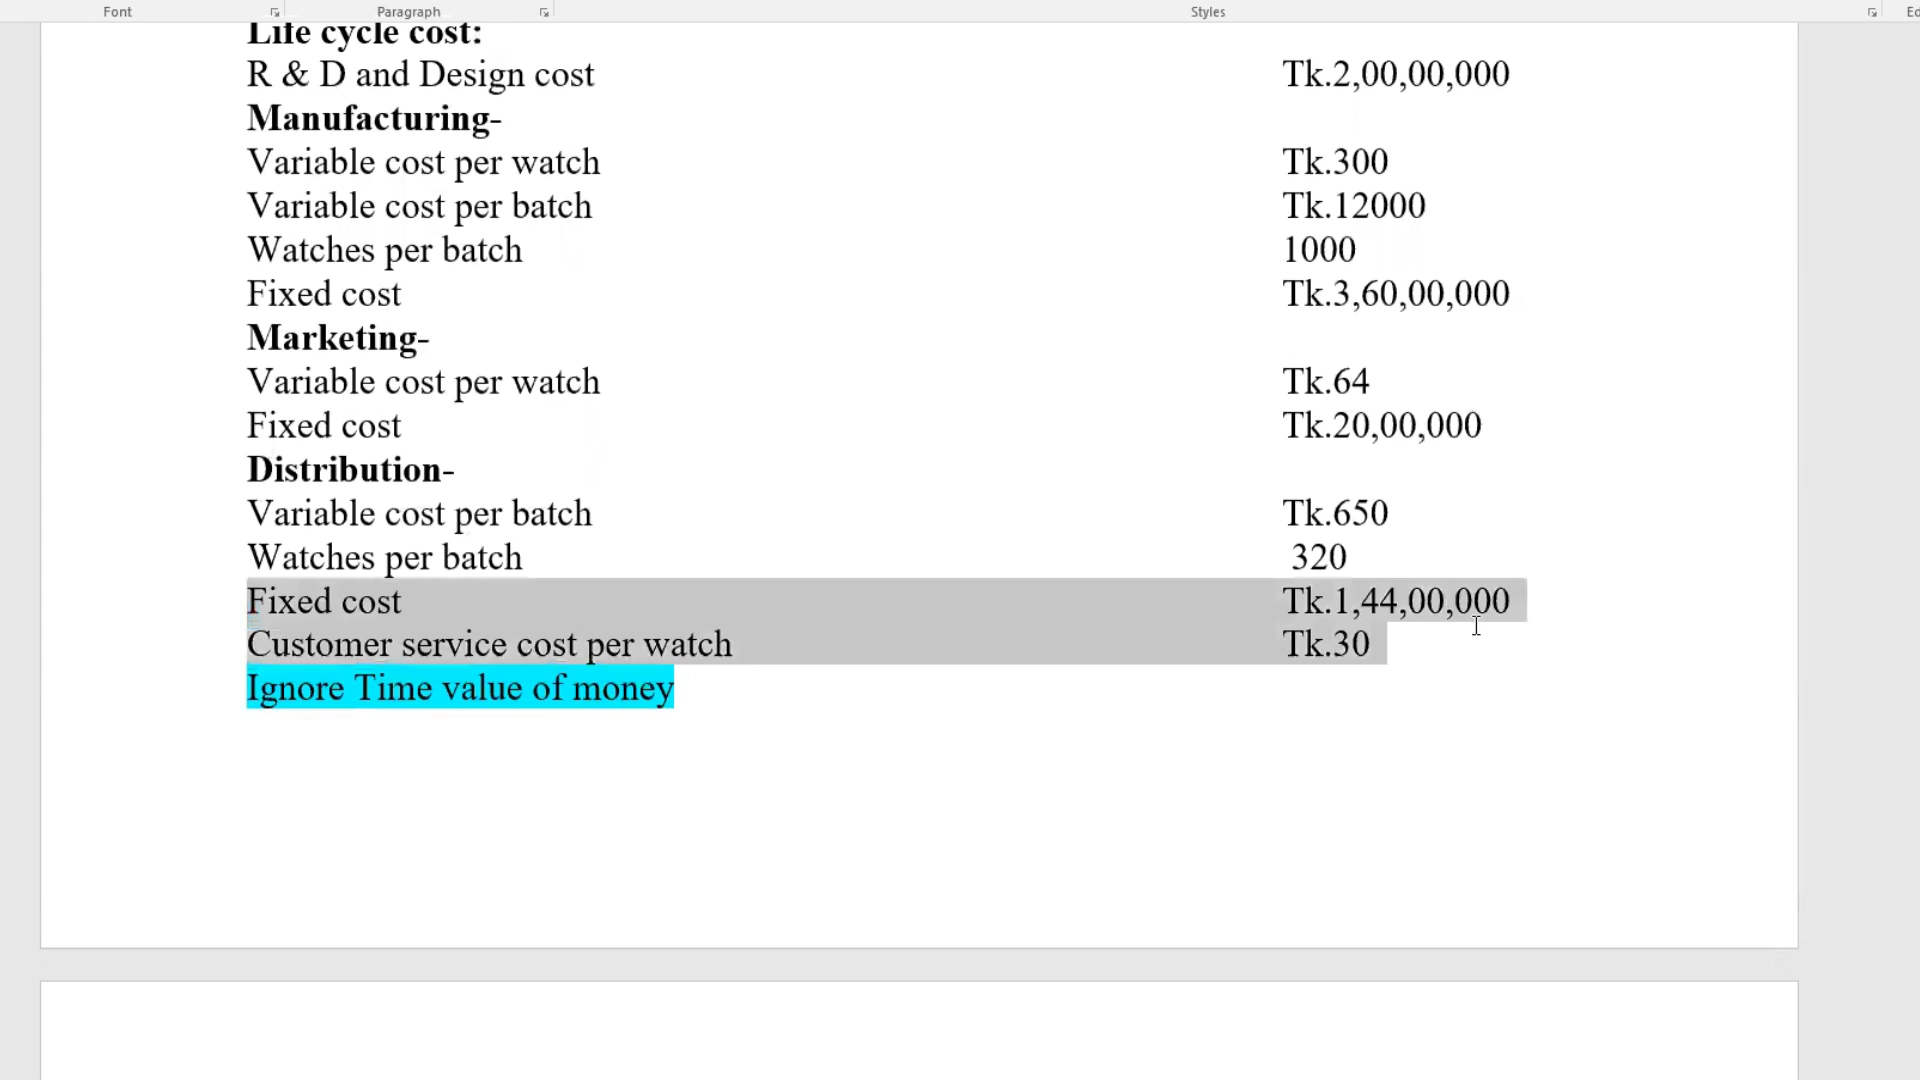 Font Paragraph Styles Ed
Life cycle cost:
R & D and Design cost Tk.2,00,00,000
Manufacturing-
Variable cost per watch Tk.300
Variable cost per batch Tk.12000
Watches per batch 1000
Fixed cost Tk.3,60,00,000
Marketing-
Variable cost per watch Tk.64
Fixed cost Tk.20,00,000
Distribution-
Variable cost per batch Tk.650
Watches per batch 320
Fixed cost Tk.1,44,00,000
Customer service cost per watch Tk.30
Ignore Time value of money